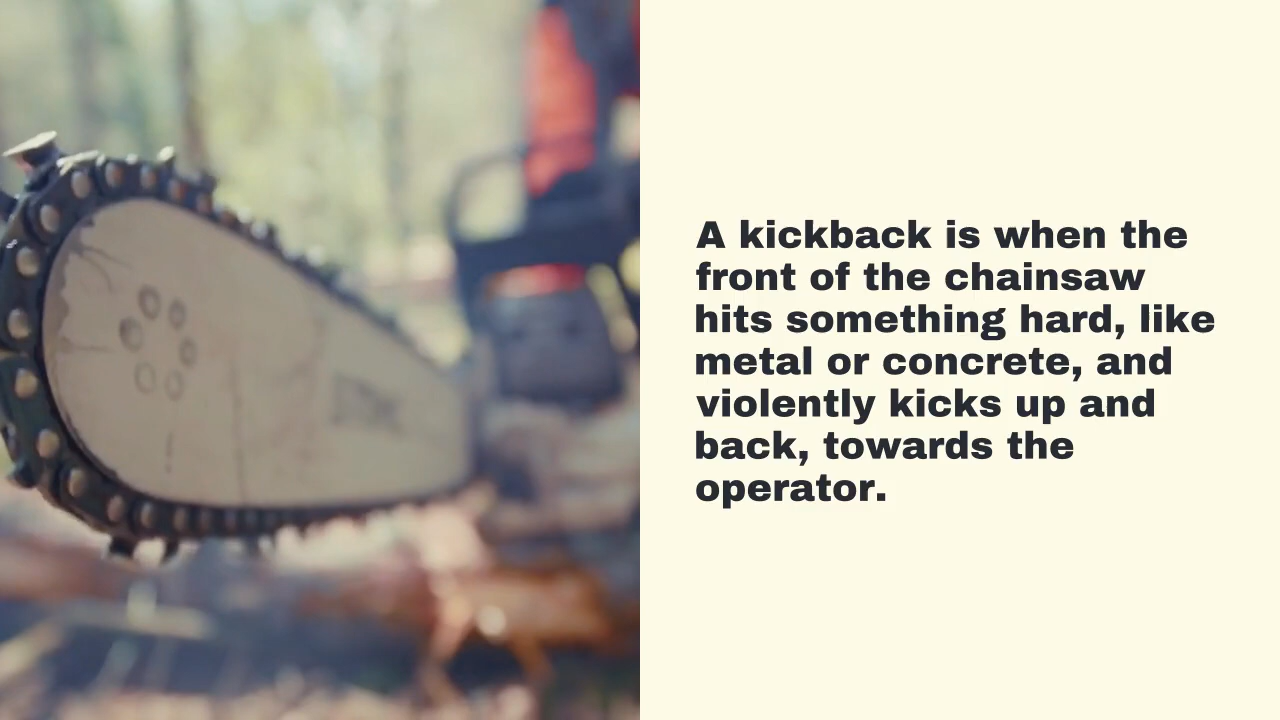 A kickback is when the
front of the chainsaw
hits something hard, like
metal or concrete, and
violently kicks up and
back, towards the
operator.